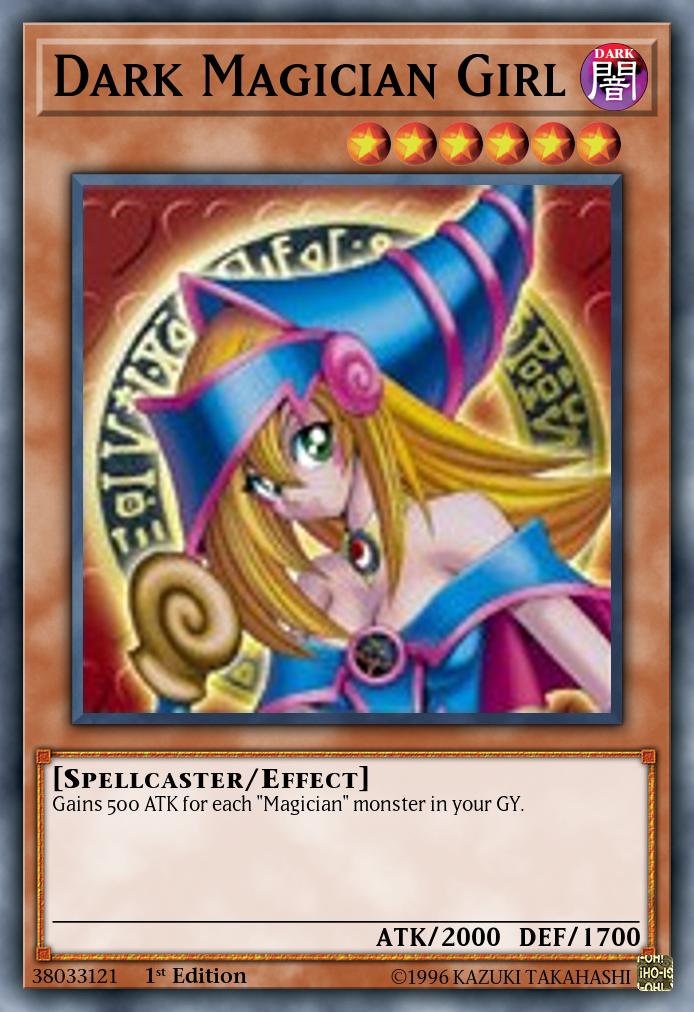 Dark Magician Girl
DARK
闇
[Spellcaster/Effect]
Gains 500 ATK for each "Magician" monster in your GY.
ATK/2000 DEF/1700
38033121 1st Edition ©1996 KAZUKI TAKAHASHI